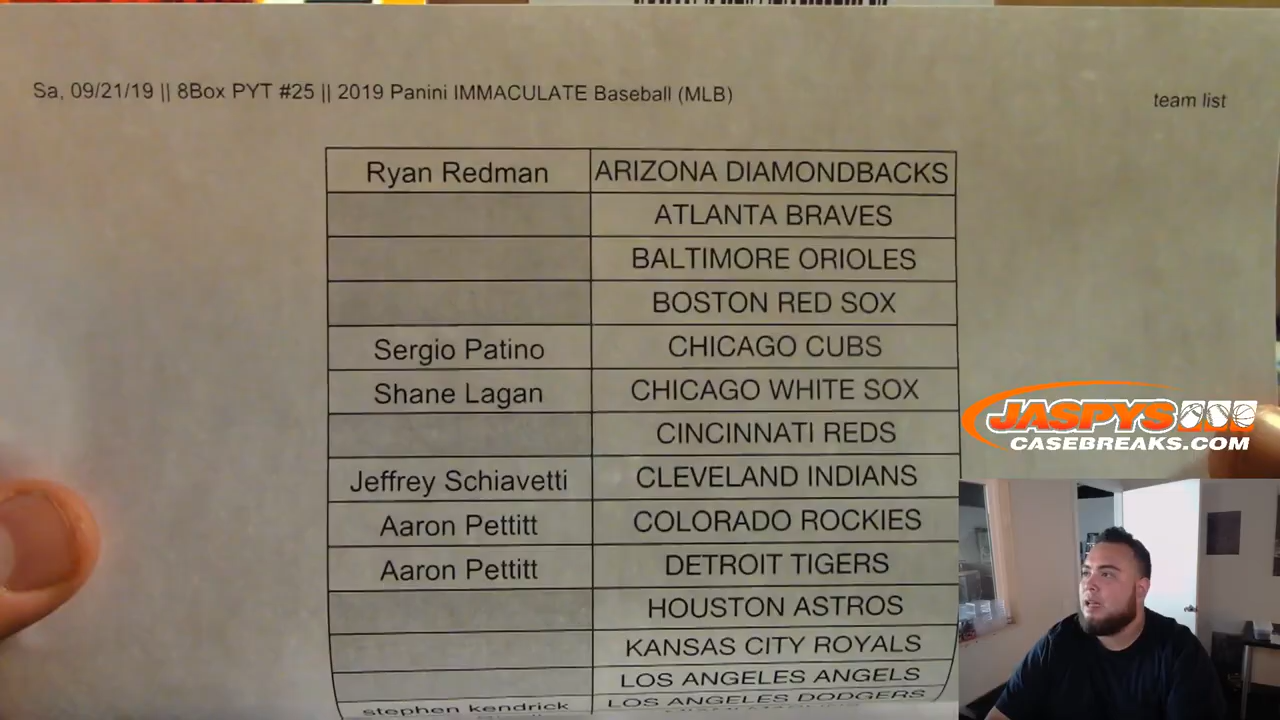 Sa, 09/21/19 || 8Box PYT #25 || 2019 Panini IMMACULATE Baseball (MLB)
team list
Ryan Redman ARIZONA DIAMONDBACKS
ATLANTA BRAVES
BALTIMORE ORIOLES
BOSTON RED SOX
Sergio Patino CHICAGO CUBS
Shane Lagan CHICAGO WHITE SOX
CINCINNATI REDS
Jeffrey Schiavetti CLEVELAND INDIANS
Aaron Pettitt COLORADO ROCKIES
Aaron Pettitt DETROIT TIGERS
HOUSTON ASTROS
KANSAS CITY ROYALS
LOS ANGELES ANGELS
stephen kendrick LOS ANGELES DODGERS
JASPYS
CASEBREAKS.COM